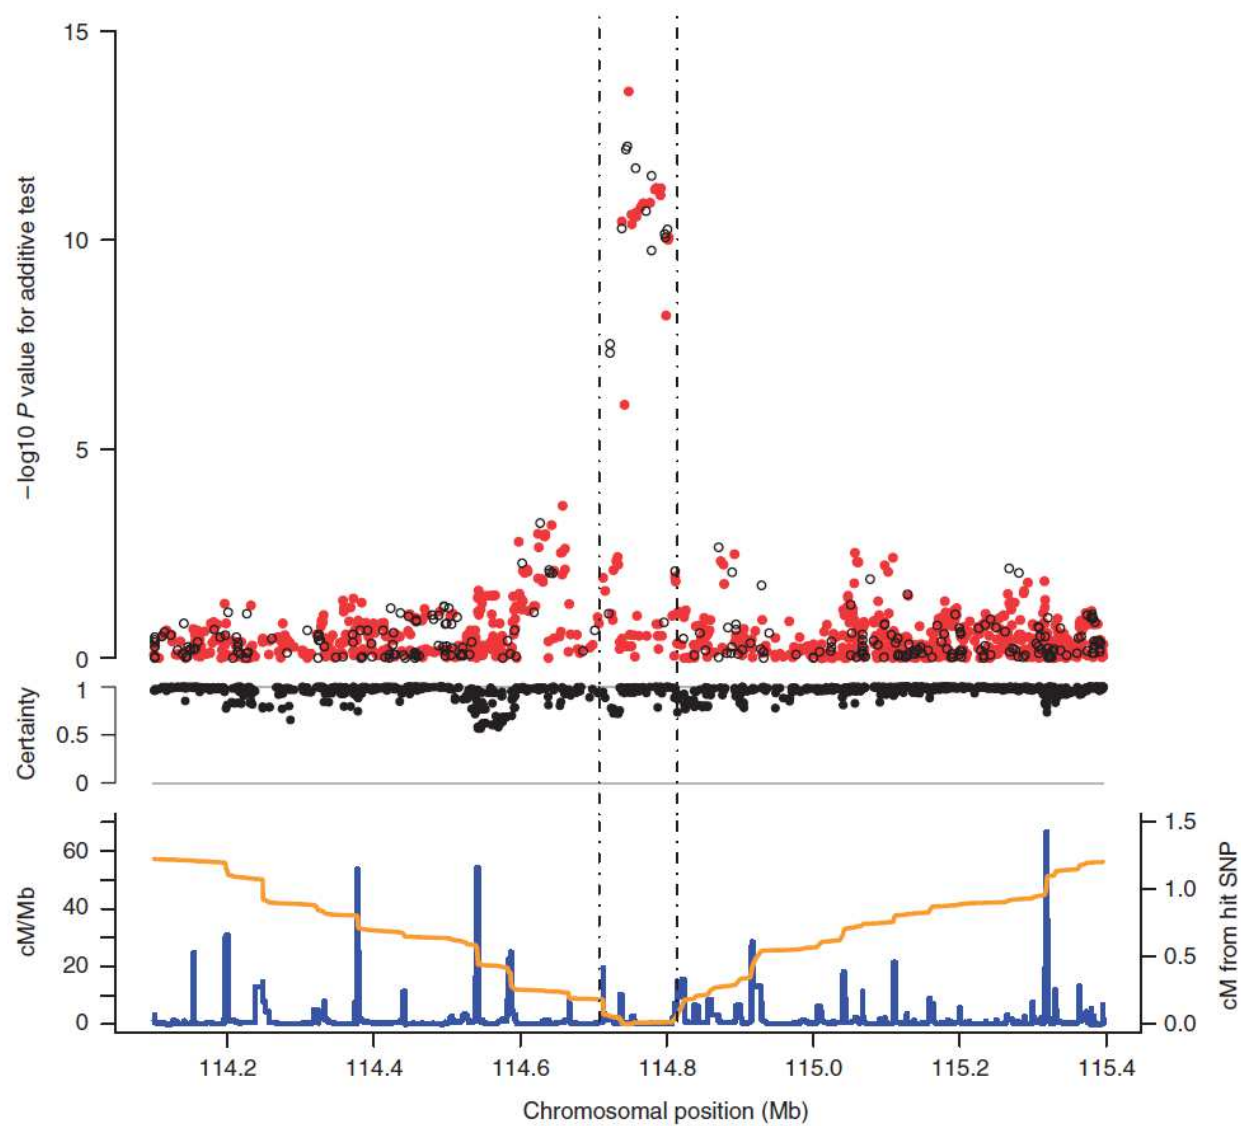 15
10
5
0
−log10 P value for additive test
1
0.5
0
Certainty
60
40
20
0
cM/Mb
1.5
1.0
0.5
0.0
cM from hit SNP
114.2 114.4 114.6 114.8 115.0 115.2 115.4
Chromosomal position (Mb)